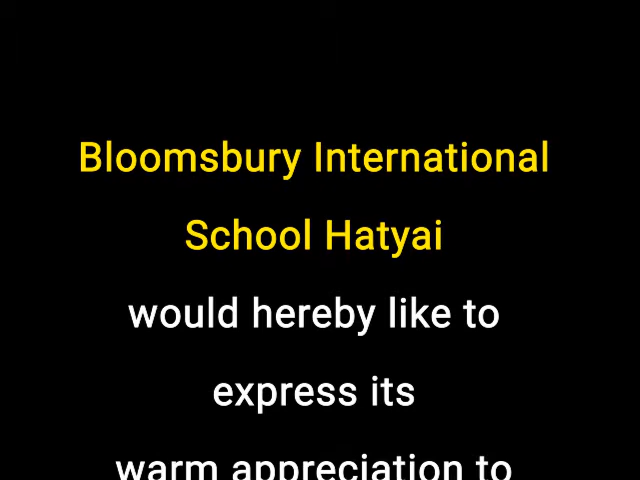 Bloomsbury International
School Hatyai
would hereby like to
express its
warm appreciation to